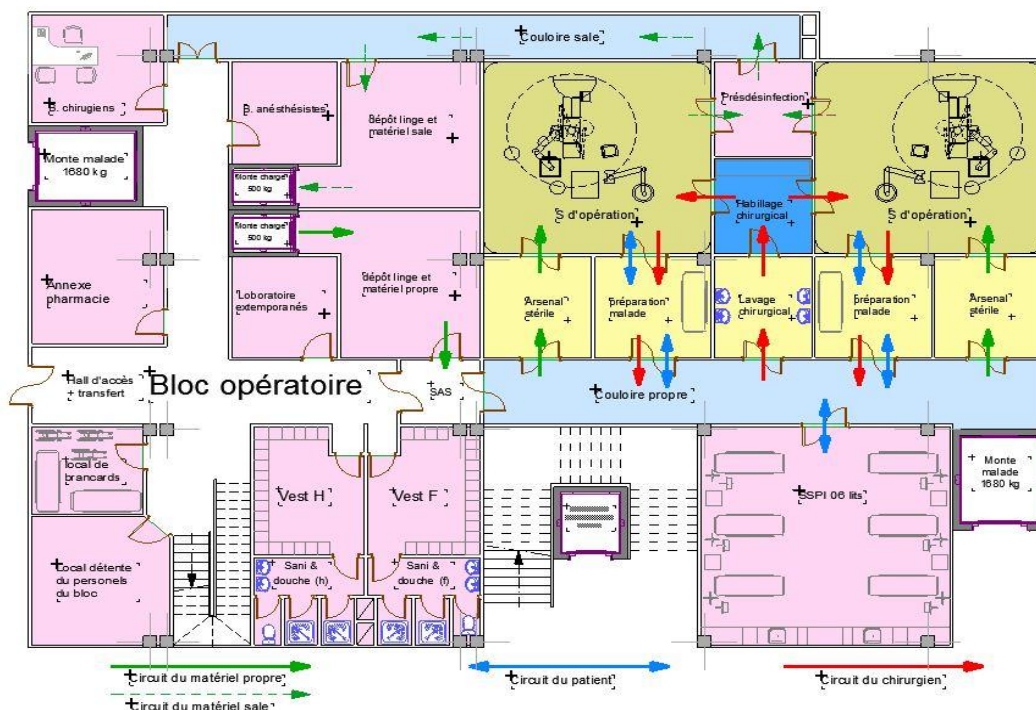 Couloire sale
B. chirugiens
B. anésthésistes
Dépôt linge et
matériel sale
Présdésinfection
Monte malade
1680 kg
Monte charge
500 kg
Monte charge
500 kg
Habillage
chirurgical
S d'opération
S d'opération
Annexe
pharmacie
Loboratoire
extemporanés
Dépôt linge et
matériel propre
Arsenal
stérile
préparation
malade
Lavage
chirurgical
préparation
malade
Arsenal
stérile
Hall d'accès
+ transfert
Bloc opératoire
SAS
Couloire propre
local de
brancards
Vest H
Vest F
SSPI 06 lits
Monte
malade
1680 kg
Local détente
du personels
du bloc
Sani &
douche (h)
Sani &
douche (f)
Circuit du matériel propre
Circuit du patient
Circuit du chirurgien
Circuit du matériel sale